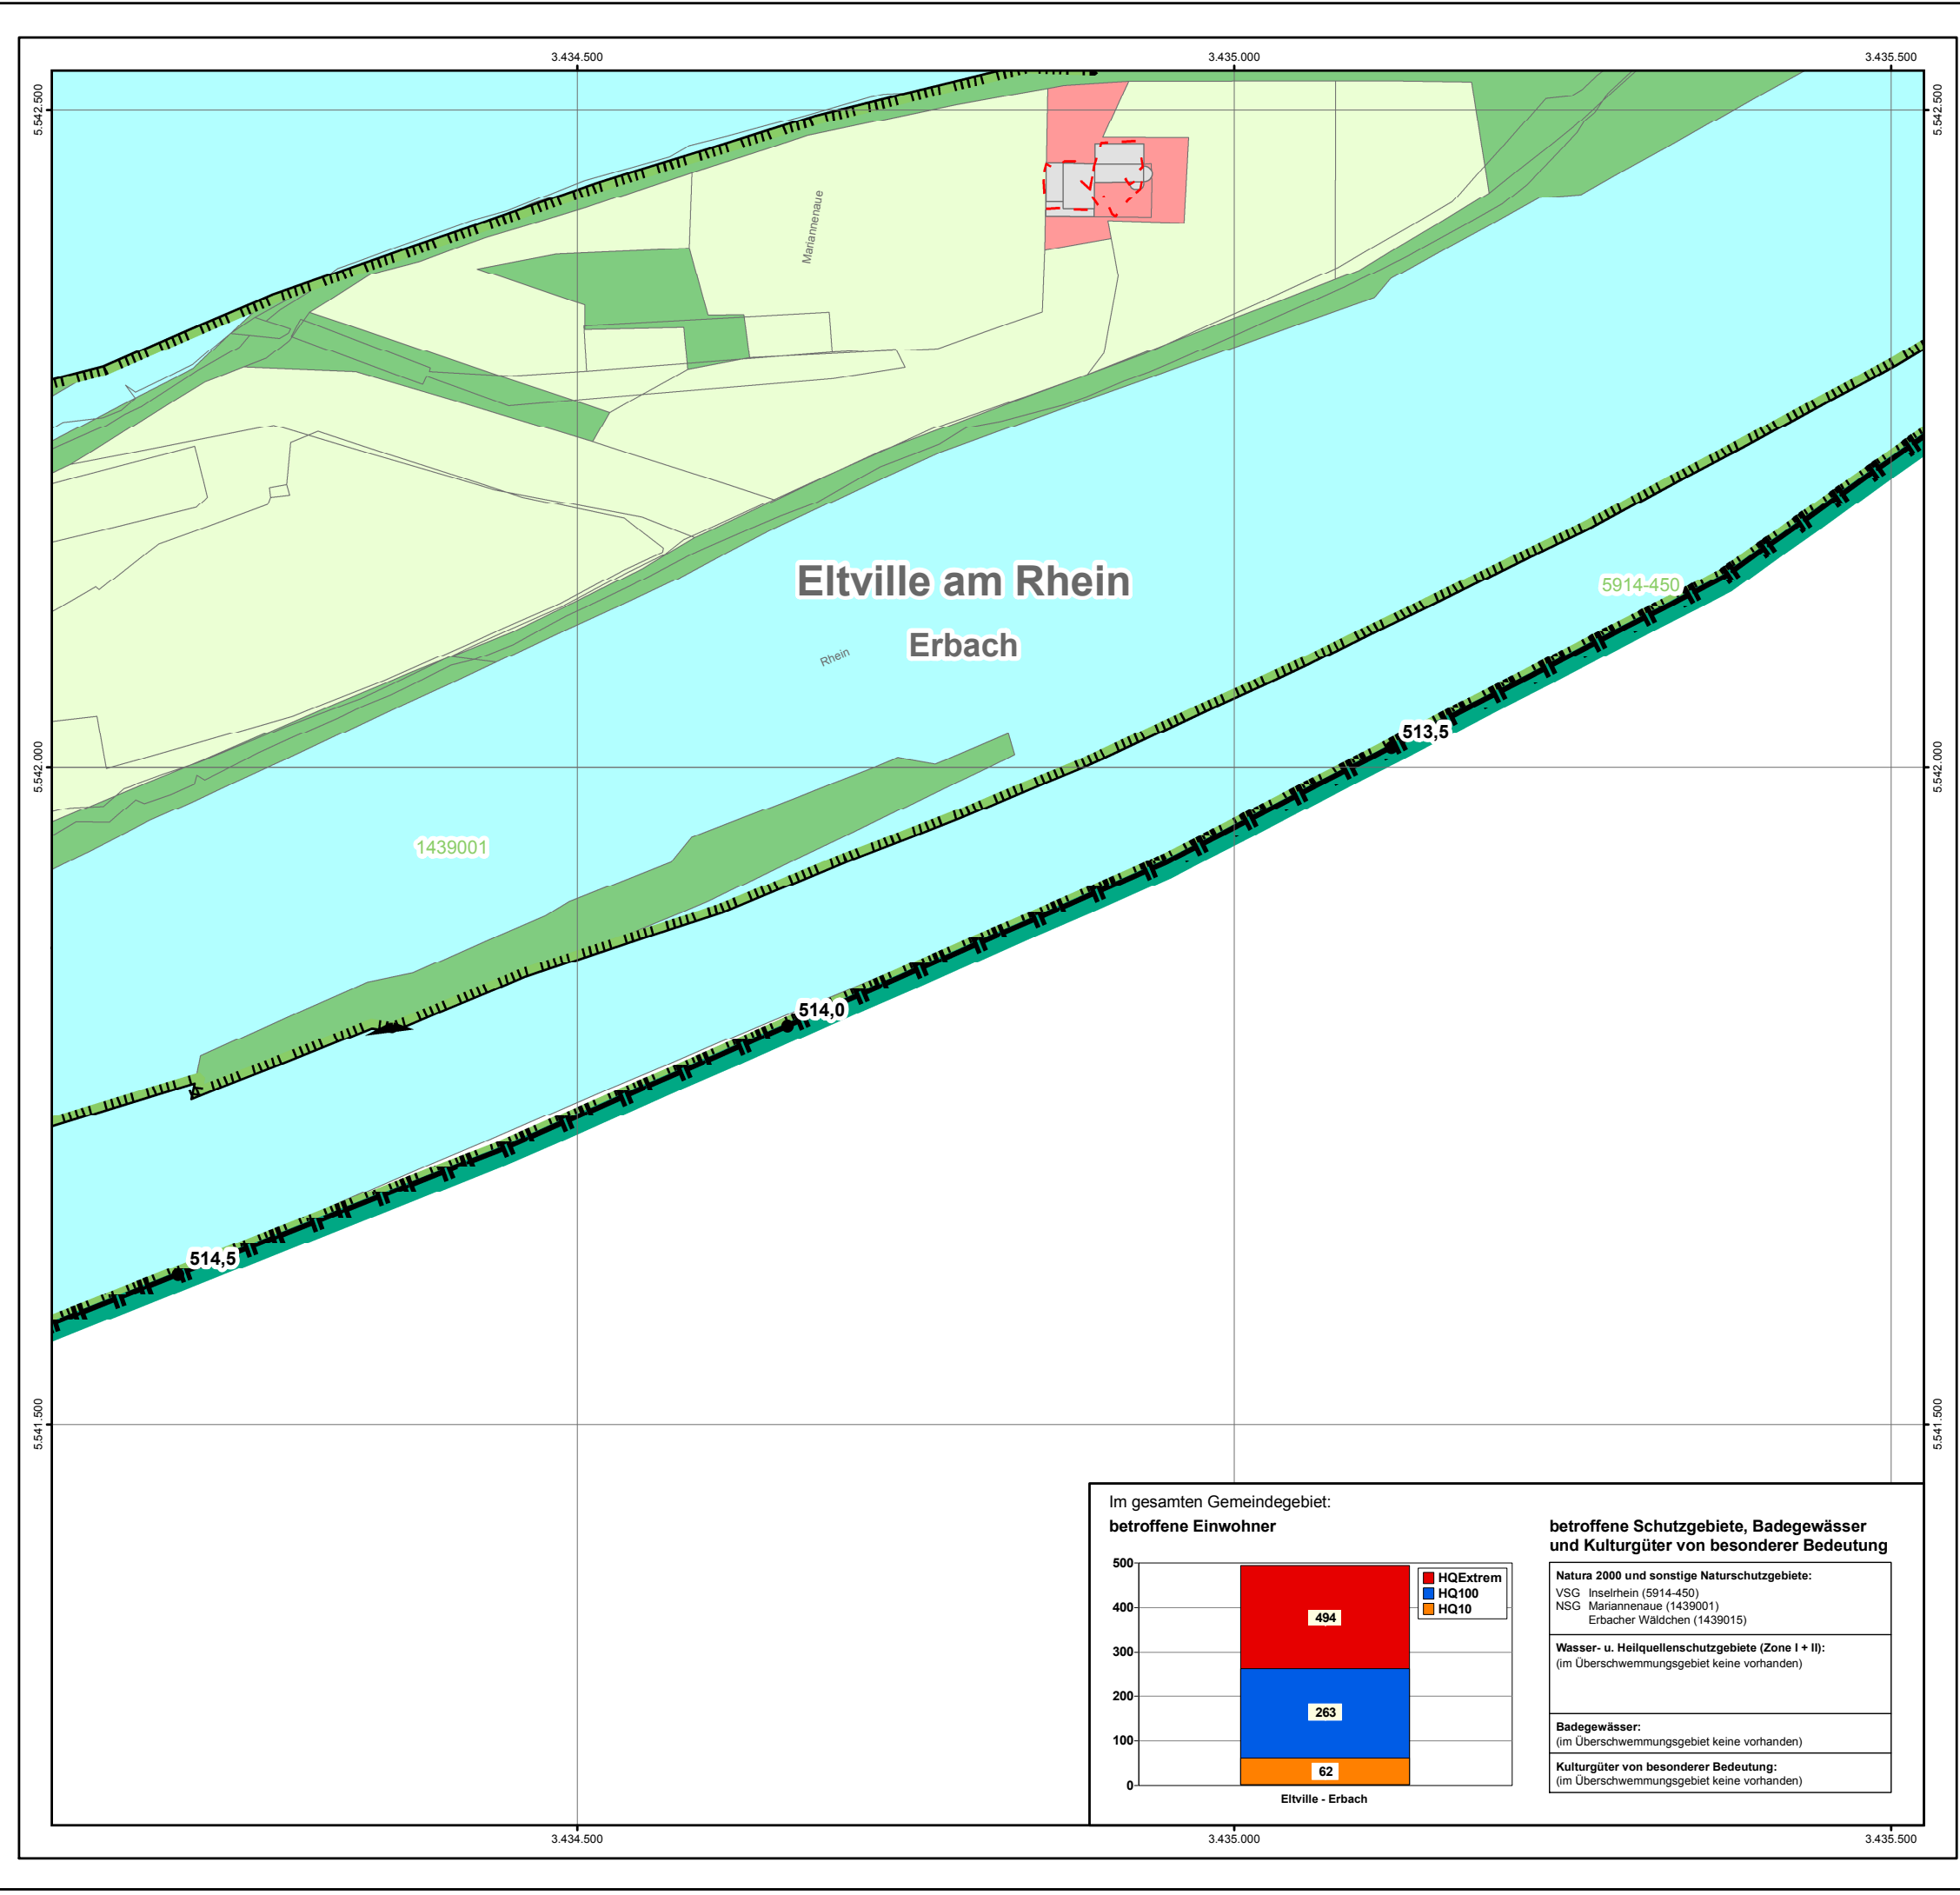 3.434.500 3.435.000 3.435.500
5.542.500 5.542.500
Mariannenaue
Eltville am Rhein
5914-450
Erbach
Rhein
513,5
5.542.000 5.542.000
1439001
514,0
514,5
5.541.500 5.541.500
Im gesamten Gemeindegebiet:
betroffene Einwohner
500
400
300
200
100
0
HQExtrem
HQ100
HQ10
494
263
62
Eltville - Erbach
betroffene Schutzgebiete, Badegewässer
und Kulturgüter von besonderer Bedeutung
Natura 2000 und sonstige Naturschutzgebiete:
VSG Inselrhein (5914-450)
NSG Mariannenaue (1439001)
Erbacher Wäldchen (1439015)
Wasser- u. Heilquellenschutzgebiete (Zone I + II):
(im Überschwemmungsgebiet keine vorhanden)
Badegewässer:
(im Überschwemmungsgebiet keine vorhanden)
Kulturgüter von besonderer Bedeutung:
(im Überschwemmungsgebiet keine vorhanden)
3.434.500 3.435.000 3.435.500